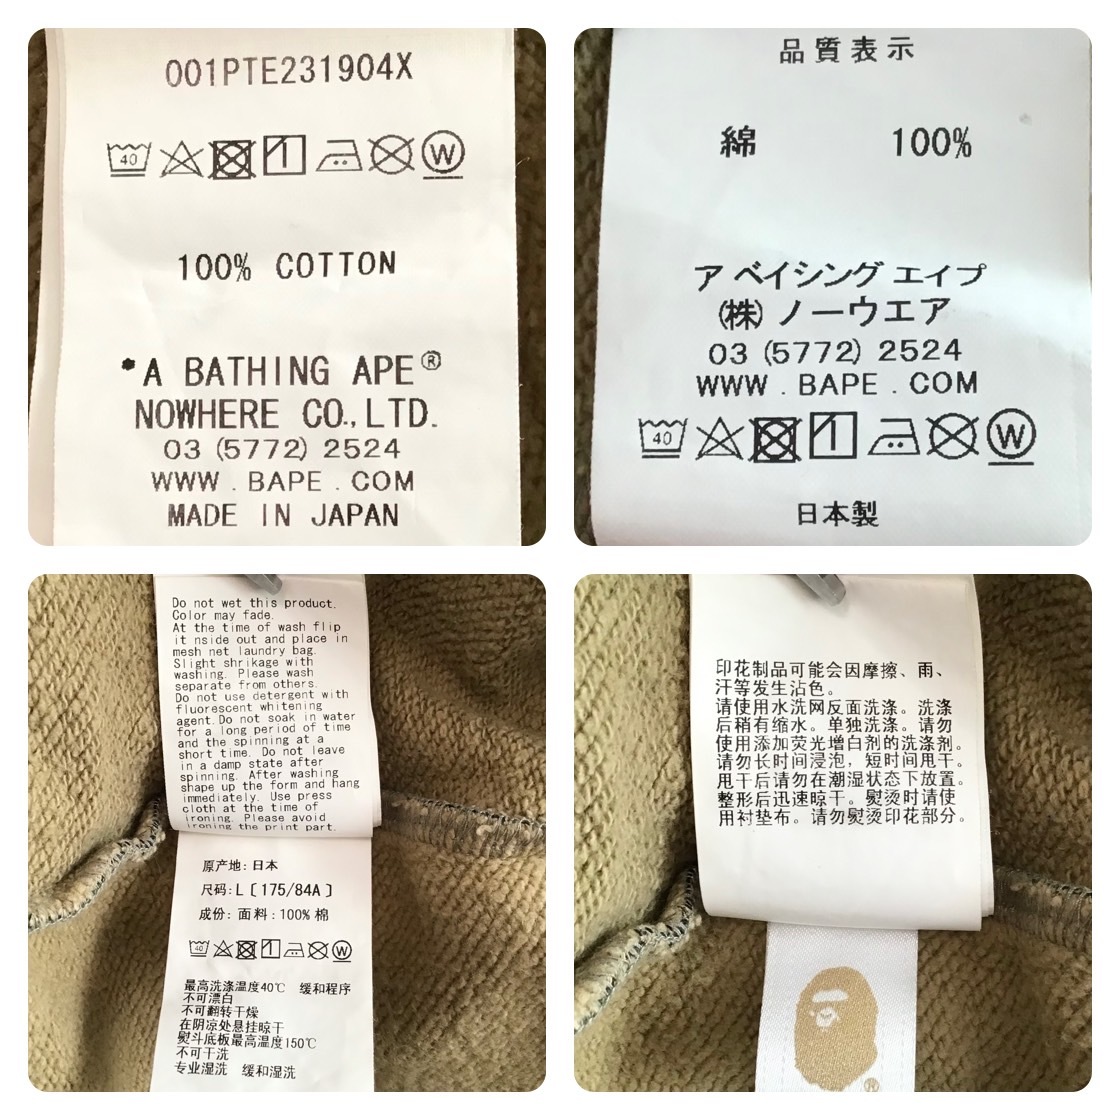 001PTE231904X
40
W
100% COTTON
*A BATHING APE®
NOWHERE CO.,LTD.
03 (5772) 2524
WWW . BAPE . COM
MADE IN JAPAN
品質表示
綿 100%
ア ベイシング エイプ
(株) ノーウエア
03 (5772) 2524
WWW . BAPE . COM
40
W
日本製
Do not wet this product.
Color may fade.
At the time of wash flip
it nside out and place in
mesh net laundry bag.
Slight shrikage with
washing. Please wash
separate from others.
Do not use detergent with
fluorescent whitening
agent.Do not soak in water
for a long period of time
and the spinning at a
short time. Do not leave
in a damp state after
spinning. After washing
shape up the form and hang
immediately. Use press
cloth at the time of
ironing. Please avoid
ironing the print part.
原产地: 日本
尺码: L [175/84A]
成份: 面料: 100% 棉
40
W
最高洗涤温度40℃ 缓和程序
不可漂白
不可翻转干燥
在阴凉处悬挂晾干
熨斗底板最高温度150℃
不可干洗
专业湿洗 缓和湿洗
印花制品可能会因摩擦、雨、
汗等发生沾色。
请使用水洗网反面洗涤。洗涤
后稍有缩水。单独洗涤。请勿
使用添加荧光增白剂的洗涤剂。
请勿长时间浸泡，短时间甩干。
甩干后请勿在潮湿状态下放置。
整形后迅速晾干。熨烫时请使
用衬垫布。请勿熨烫印花部分。
®